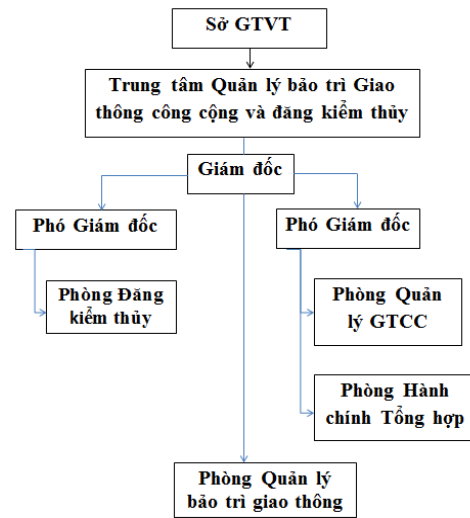 Sở GTVT
Trung tâm Quản lý bảo trì Giao
thông công cộng và đăng kiểm thủy
Giám đốc
Phó Giám đốc
Phó Giám đốc
Phòng Đăng
kiểm thủy
Phòng Quản
lý GTCC
Phòng Hành
chính Tổng hợp
Phòng Quản lý
bảo trì giao thông